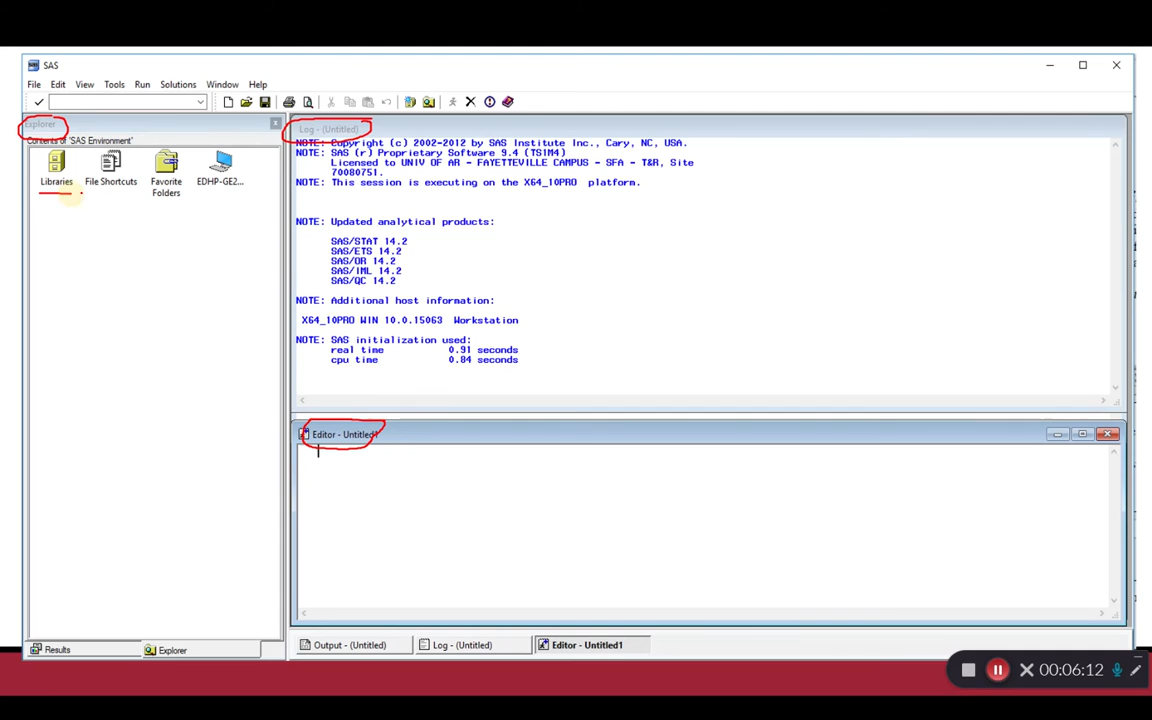 SAS
File Edit View Tools Run Solutions Window Help
Explorer
Contents of 'SAS Environment'
Libraries File Shortcuts Favorite Folders EDHP-GE2...
Log - (Untitled)
NOTE: Copyright (c) 2002-2012 by SAS Institute Inc., Cary, NC, USA.
NOTE: SAS (r) Proprietary Software 9.4 (TS1M4)
Licensed to UNIV OF AR - FAYETTEVILLE CAMPUS - SFA - T&R, Site
70080751.
NOTE: This session is executing on the X64_10PRO platform.
NOTE: Updated analytical products:
SAS/STAT 14.2
SAS/ETS 14.2
SAS/OR 14.2
SAS/IML 14.2
SAS/QC 14.2
NOTE: Additional host information:
X64_10PRO WIN 10.0.15063 Workstation
NOTE: SAS initialization used:
real time 0.91 seconds
cpu time 0.84 seconds
Editor - Untitled1
Results Explorer
Output - (Untitled) Log - (Untitled) Editor - Untitled1
00:06:12